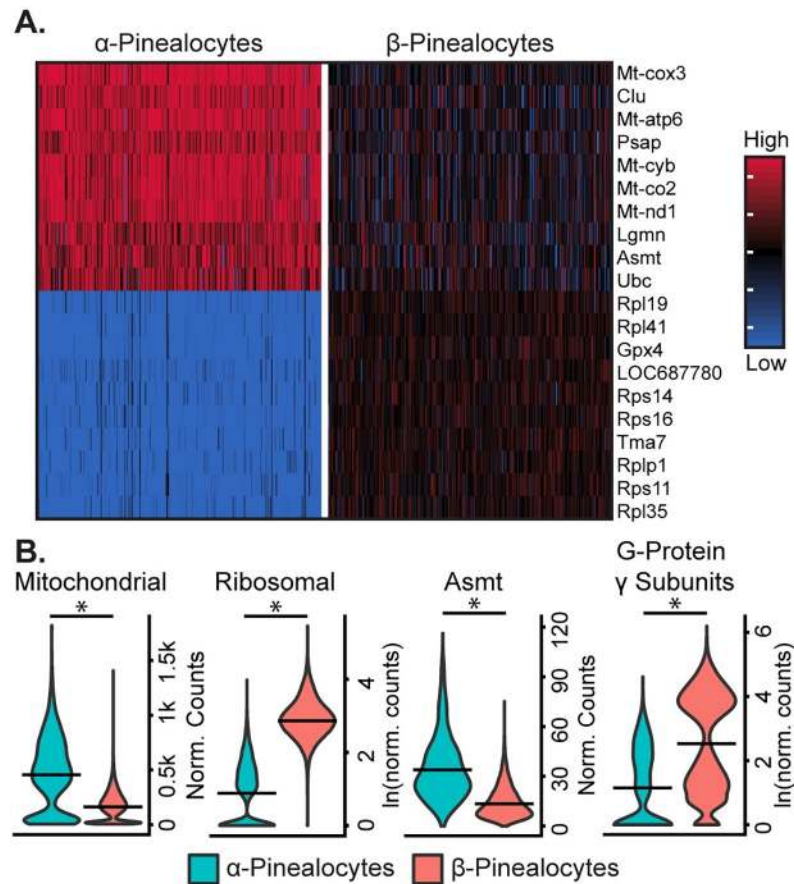 A.
α-Pinealocytes β-Pinealocytes
Mt-cox3
Clu
Mt-atp6
Psap
Mt-cyb
Mt-co2
Mt-nd1
Lgmn
Asmt
Ubc
Rpl19
Rpl41
Gpx4
LOC687780
Rps14
Rps16
Tma7
Rplp1
Rps11
Rpl35
High
Low
B.
Mitochondrial
*
0
0.5k
1k
1.5k
Norm. Counts
Ribosomal
*
0
2
4
ln(norm. counts)
Asmt
*
0
30
60
90
120
Norm. Counts
G-Protein
γ Subunits
*
0
2
4
6
ln(norm. counts)
α-Pinealocytes β-Pinealocytes